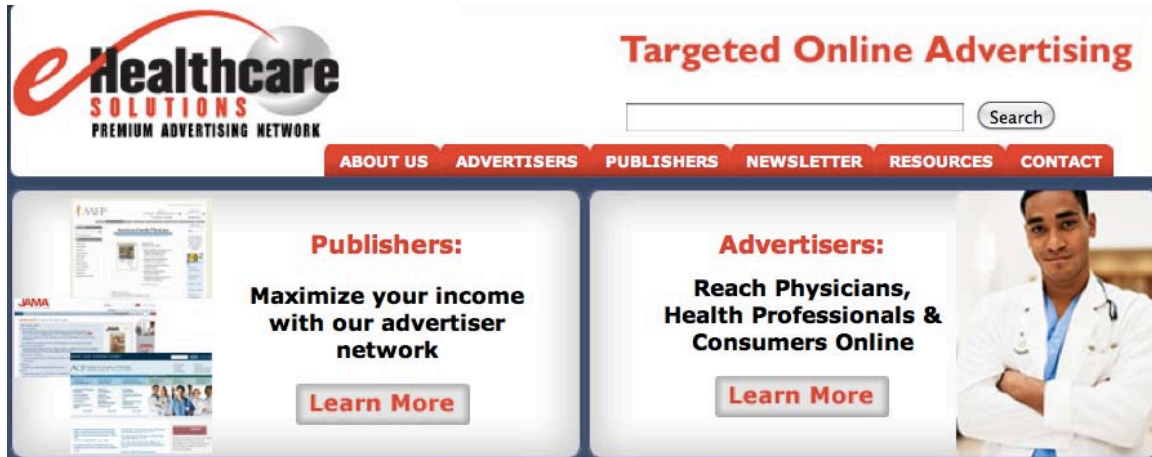 eHealthcare
SOLUTIONS
PREMIUM ADVERTISING NETWORK
Targeted Online Advertising
Search
ABOUT US ADVERTISERS PUBLISHERS NEWSLETTER RESOURCES CONTACT
AAFP
JAMA
Publishers:
Maximize your income
with our advertiser
network
Learn More
Advertisers:
Reach Physicians,
Health Professionals &
Consumers Online
Learn More